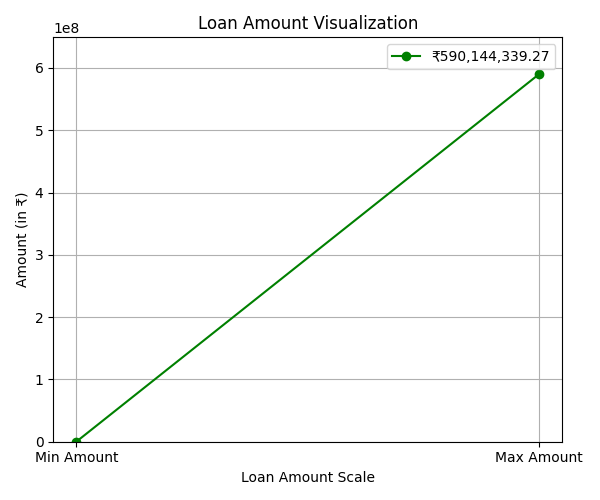 Loan Amount Visualization
1e8
₹590,144,339.27
6
5
4
3
2
1
0
Amount (in ₹)
Min Amount
Max Amount
Loan Amount Scale